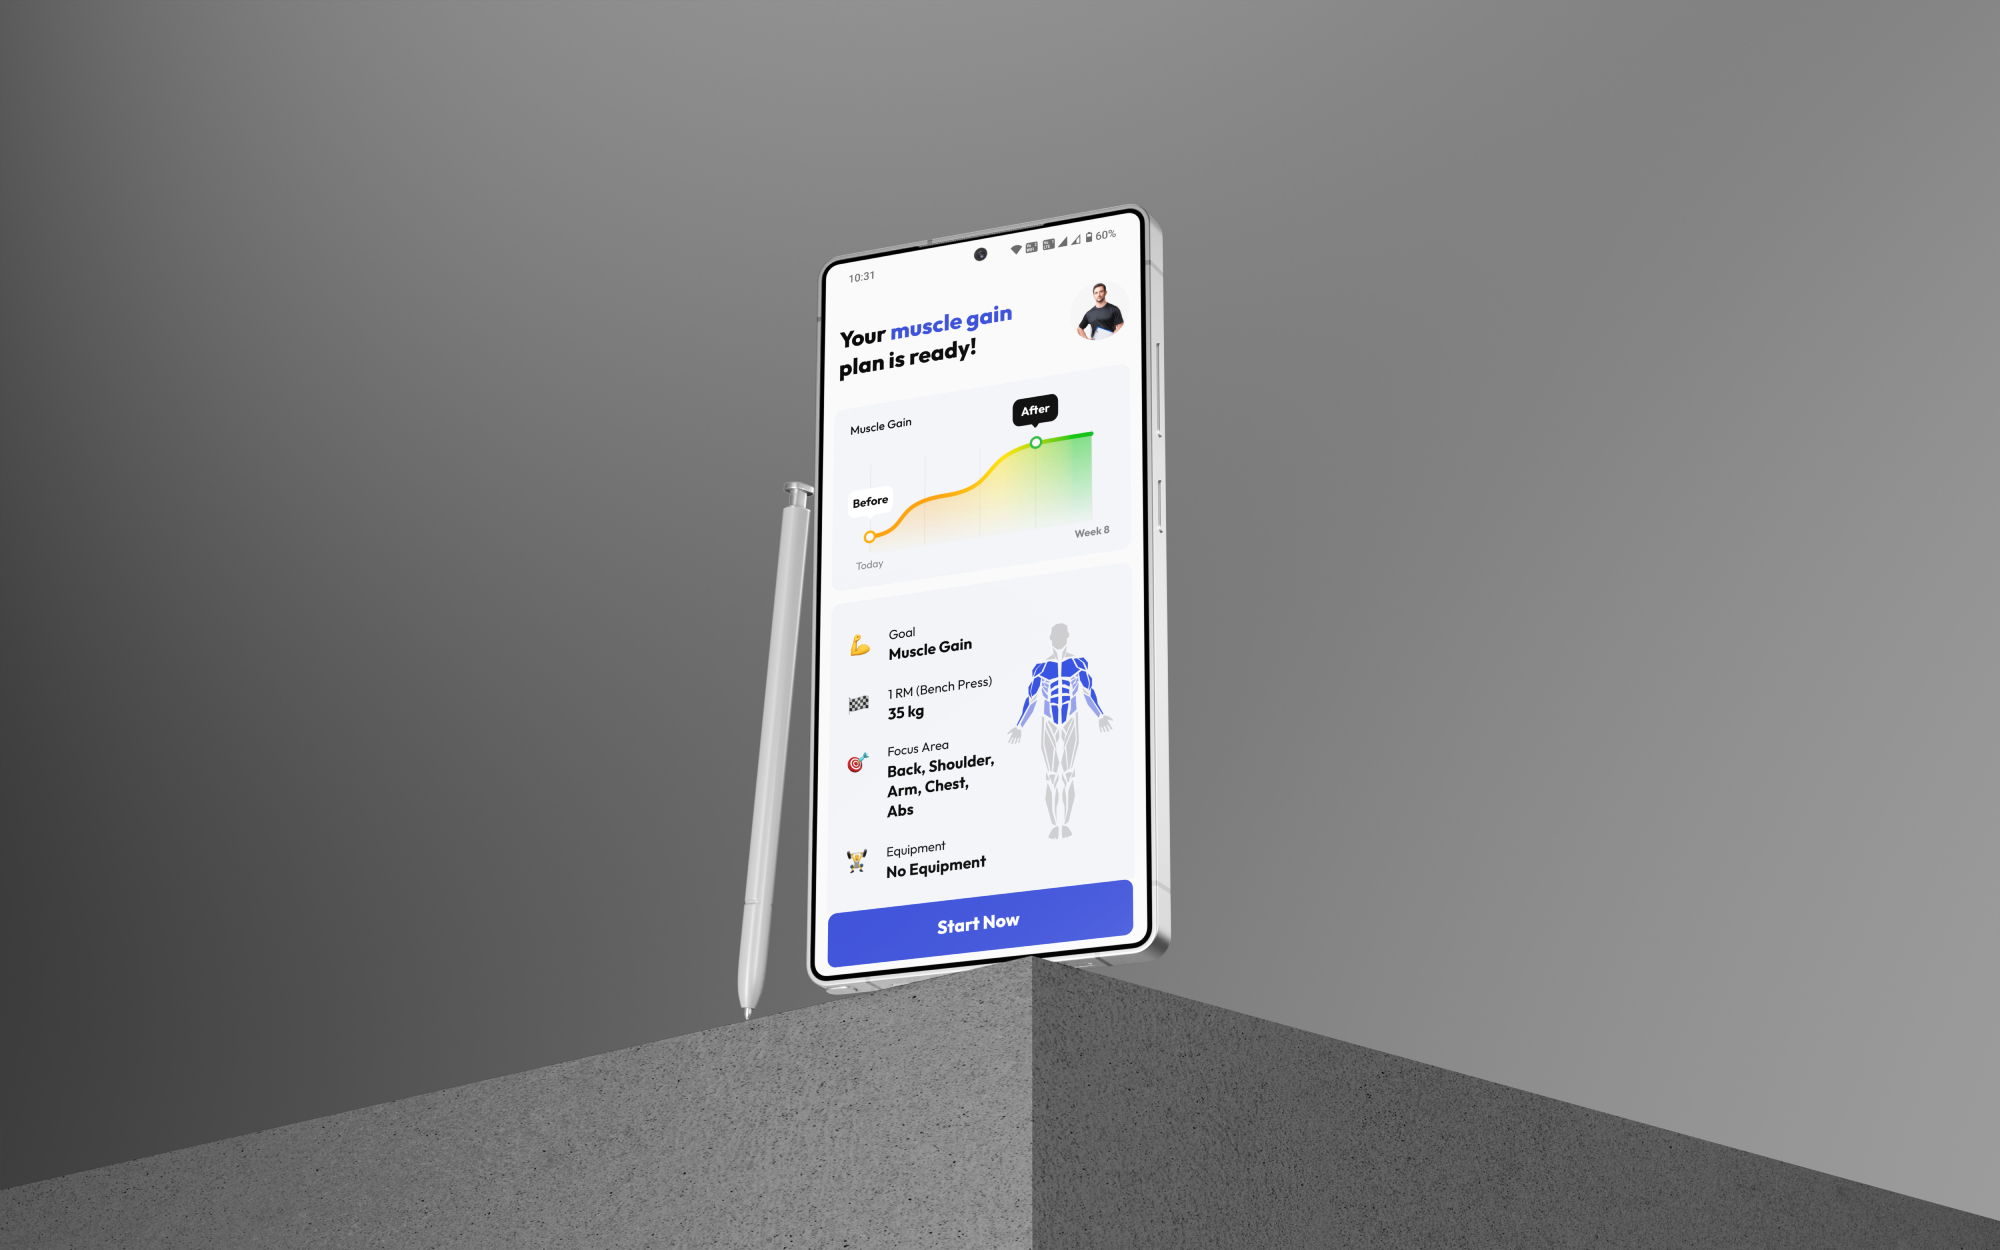 10:31
60%
Your muscle gain
plan is ready!
Muscle Gain
After
Before
Today
Week 8
Goal
Muscle Gain
1 RM (Bench Press)
35 kg
Focus Area
Back, Shoulder,
Arm, Chest,
Abs
Equipment
No Equipment
Start Now